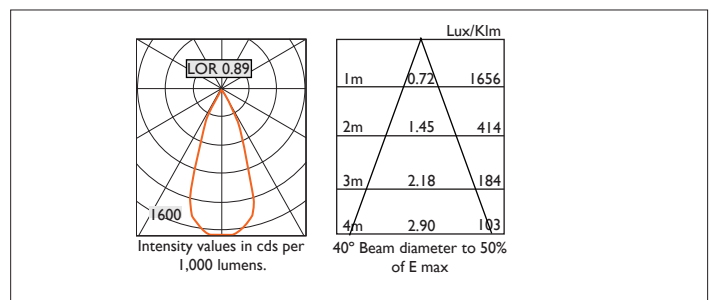 Lux/Klm
LOR 0.89
1m 0.72 1656
2m 1.45 414
3m 2.18 184
1600
4m 2.90 103
Intensity values in cds per
1,000 lumens.
40º Beam diameter to 50%
of E max